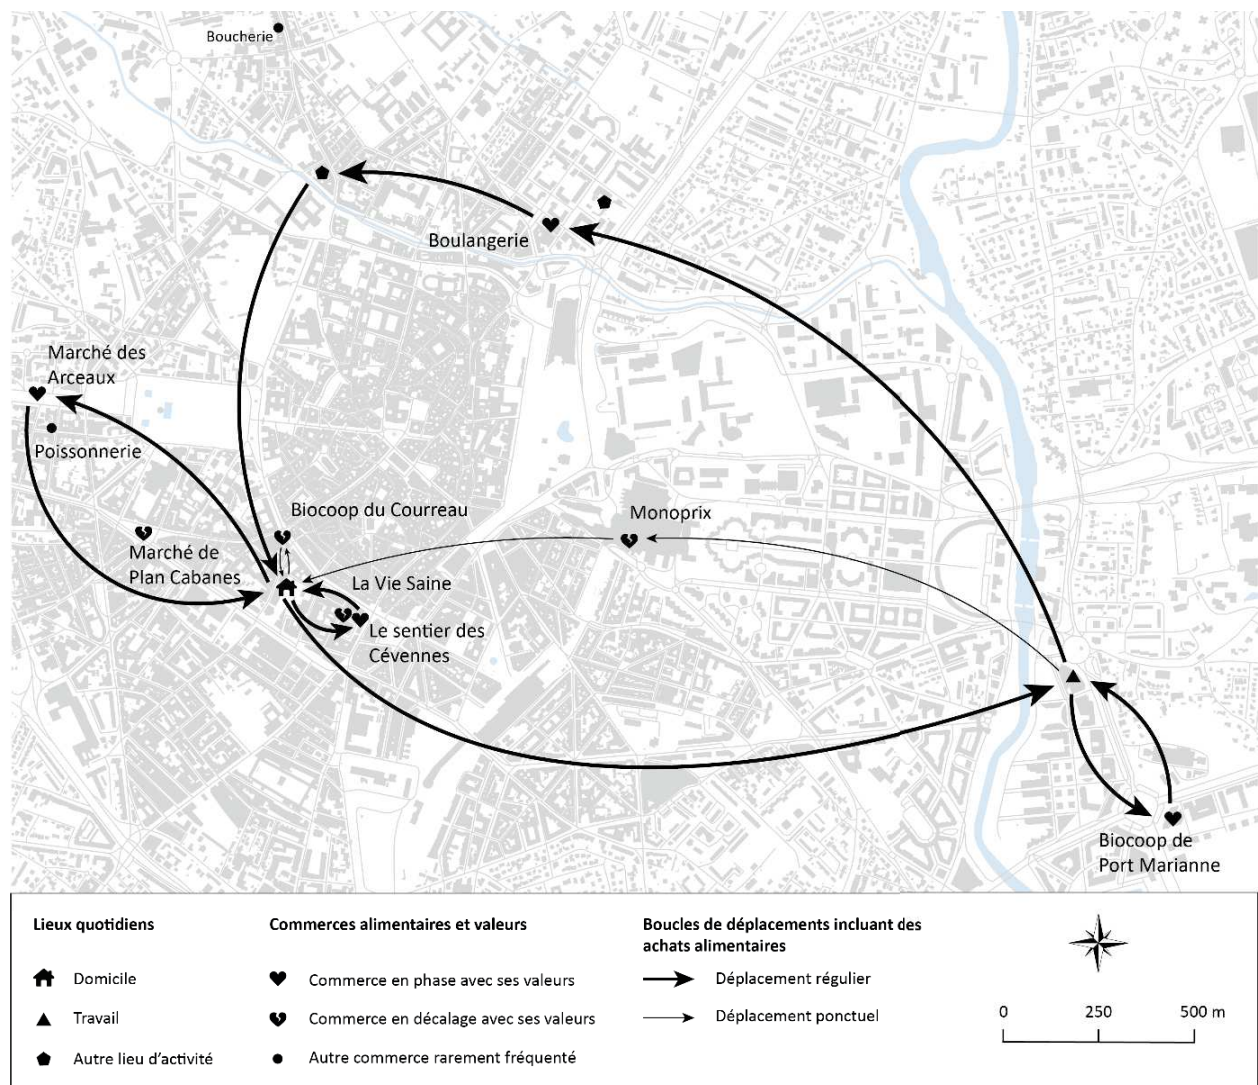 Boucherie
Boulangerie
Marché des
Arceaux
Poissonnerie
Biocoop du Courreau
Monoprix
Marché de
Plan Cabanes
La Vie Saine
Le sentier des
Cévennes
Biocoop de
Port Marianne
Lieux quotidiens
Domicile
Travail
Autre lieu d'activité
Commerces alimentaires et valeurs
Commerce en phase avec ses valeurs
Commerce en décalage avec ses valeurs
Autre commerce rarement fréquenté
Boucles de déplacements incluant des
achats alimentaires
Déplacement régulier
Déplacement ponctuel
0 250 500 m